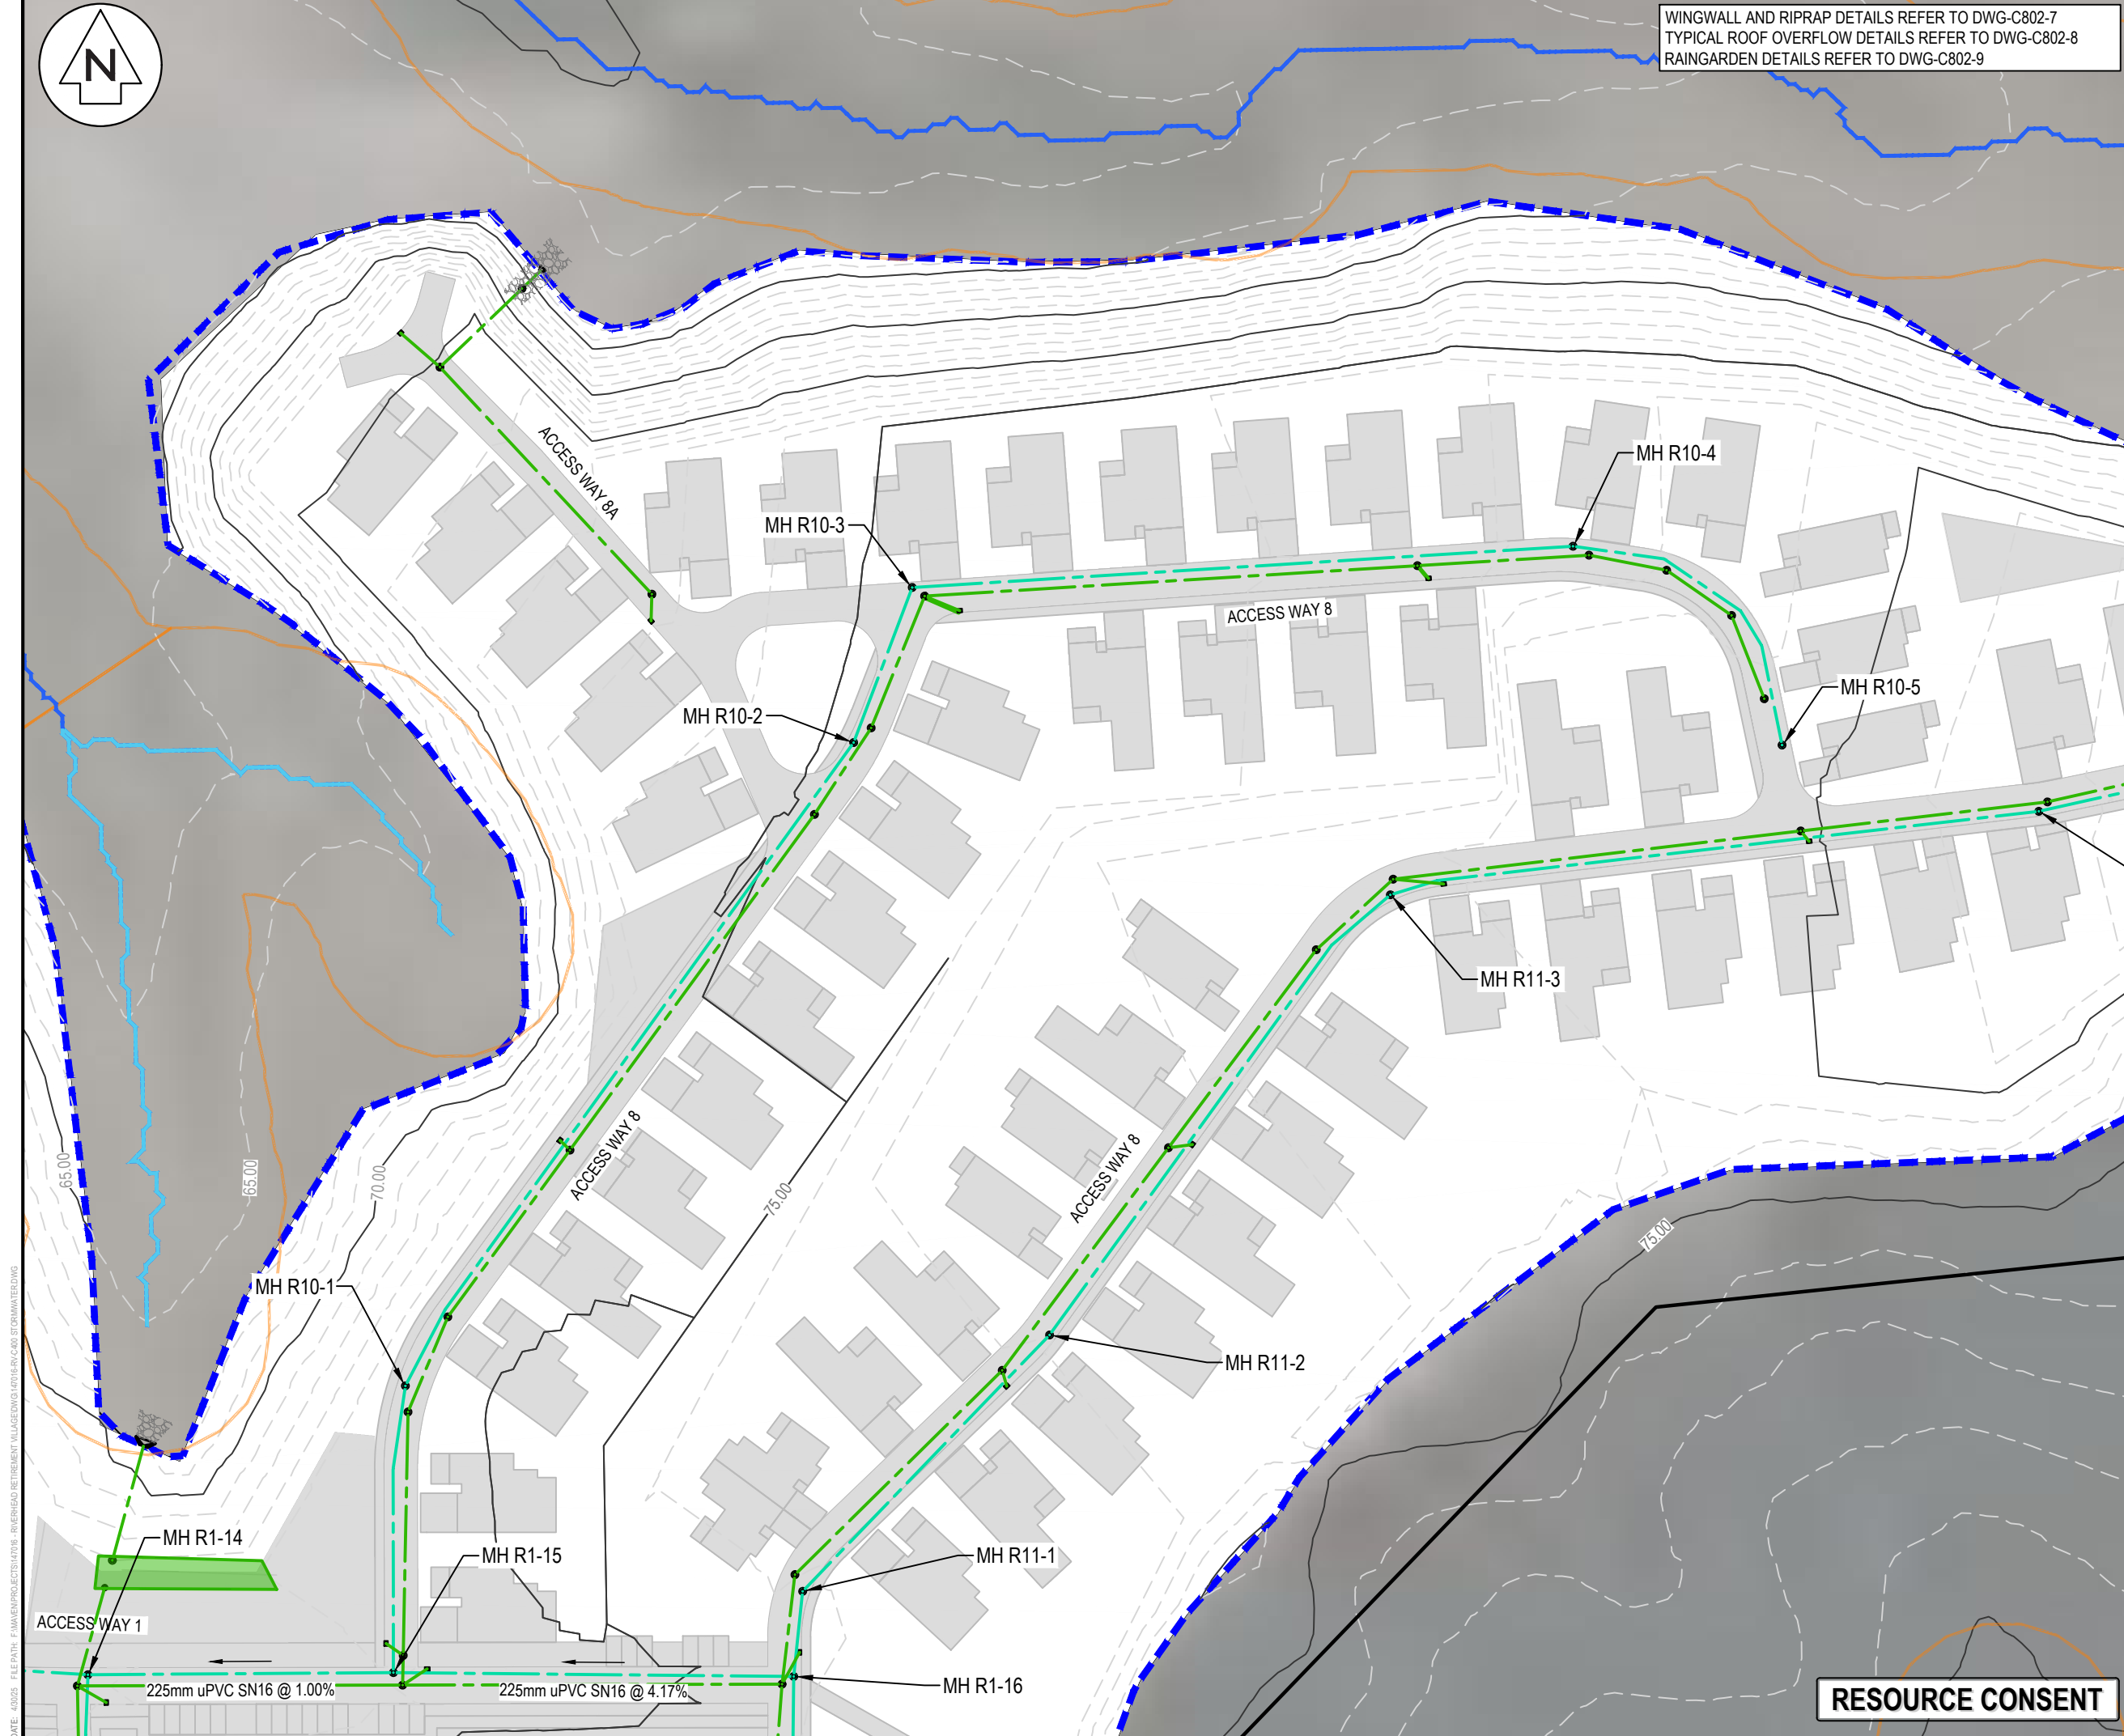 N
WINGWALL AND RIPRAP DETAILS REFER TO DWG-C802-7
TYPICAL ROOF OVERFLOW DETAILS REFER TO DWG-C802-8
RAINGARDEN DETAILS REFER TO DWG-C802-9
MH R10-4
ACCESS WAY 8A
MH R10-3
ACCESS WAY 8
MH R10-5
MH R10-2
MH R11-3
ACCESS WAY 8
ACCESS WAY 8
65.00
65.00
70.00
75.00
75.00
MH R10-1
MH R11-2
MH R1-14
MH R1-15
MH R11-1
ACCESS WAY 1
MH R1-16
225mm uPVC SN16 @ 1.00%
225mm uPVC SN16 @ 4.17%
RESOURCE CONSENT